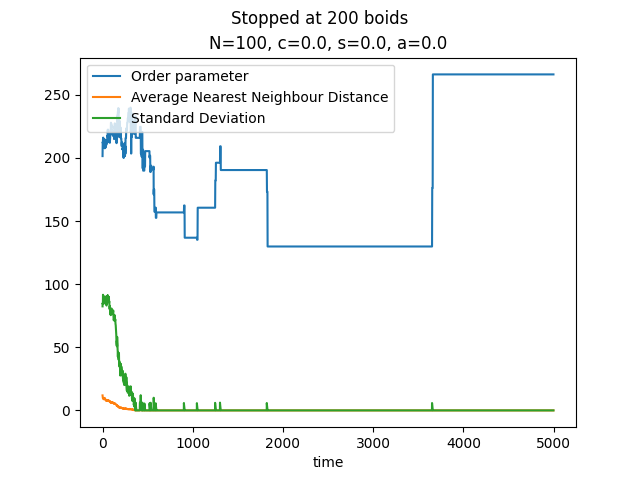 Stopped at 200 boids
N=100, c=0.0, s=0.0, a=0.0
Order parameter
Average Nearest Neighbour Distance
Standard Deviation
250
200
150
100
50
0
0 1000 2000 3000 4000 5000
time